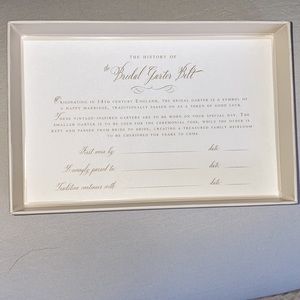 THE HISTORY OF
the Bridal Garter Belt
ORIGINATING IN 14TH CENTURY ENGLAND, THE BRIDAL GARTER IS A SYMBOL OF
A HAPPY MARRIAGE, TRADITIONALLY PASSED ON AS A TOKEN OF GOOD LUCK.
THESE VINTAGE-INSPIRED GARTERS ARE TO BE WORN ON YOUR SPECIAL DAY. THE
SMALLER GARTER IS TO BE USED FOR THE CEREMONIAL TOSS, WHILE THE OTHER IS
KEPT AND PASSED FROM BRIDE TO BRIDE, CREATING A TREASURED FAMILY HEIRLOOM
TO BE CHERISHED FOR YEARS TO COME.
First worn by: date:
Lovingly passed to: date:
Tradition continues with: date: